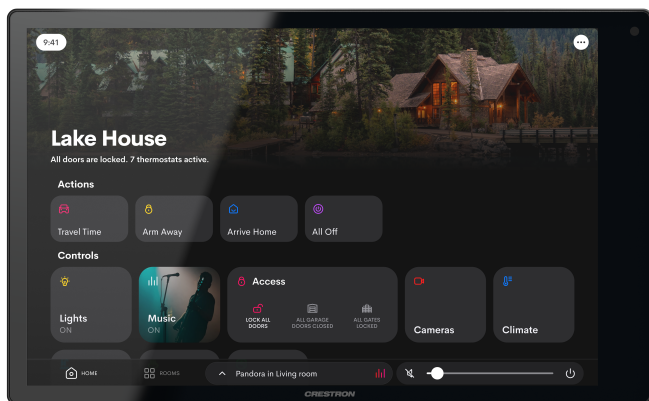 9:41
Lake House
All doors are locked. 7 thermostats active.
Actions
Travel Time
Arm Away
Arrive Home
All Off
Controls
Lights
ON
Music
ON
Access
LOCK ALL
DOORS
ALL GARAGE
DOORS CLOSED
ALL GATES
LOCKED
Cameras
Climate
HOME
ROOMS
Pandora in Living room
CRESTRON